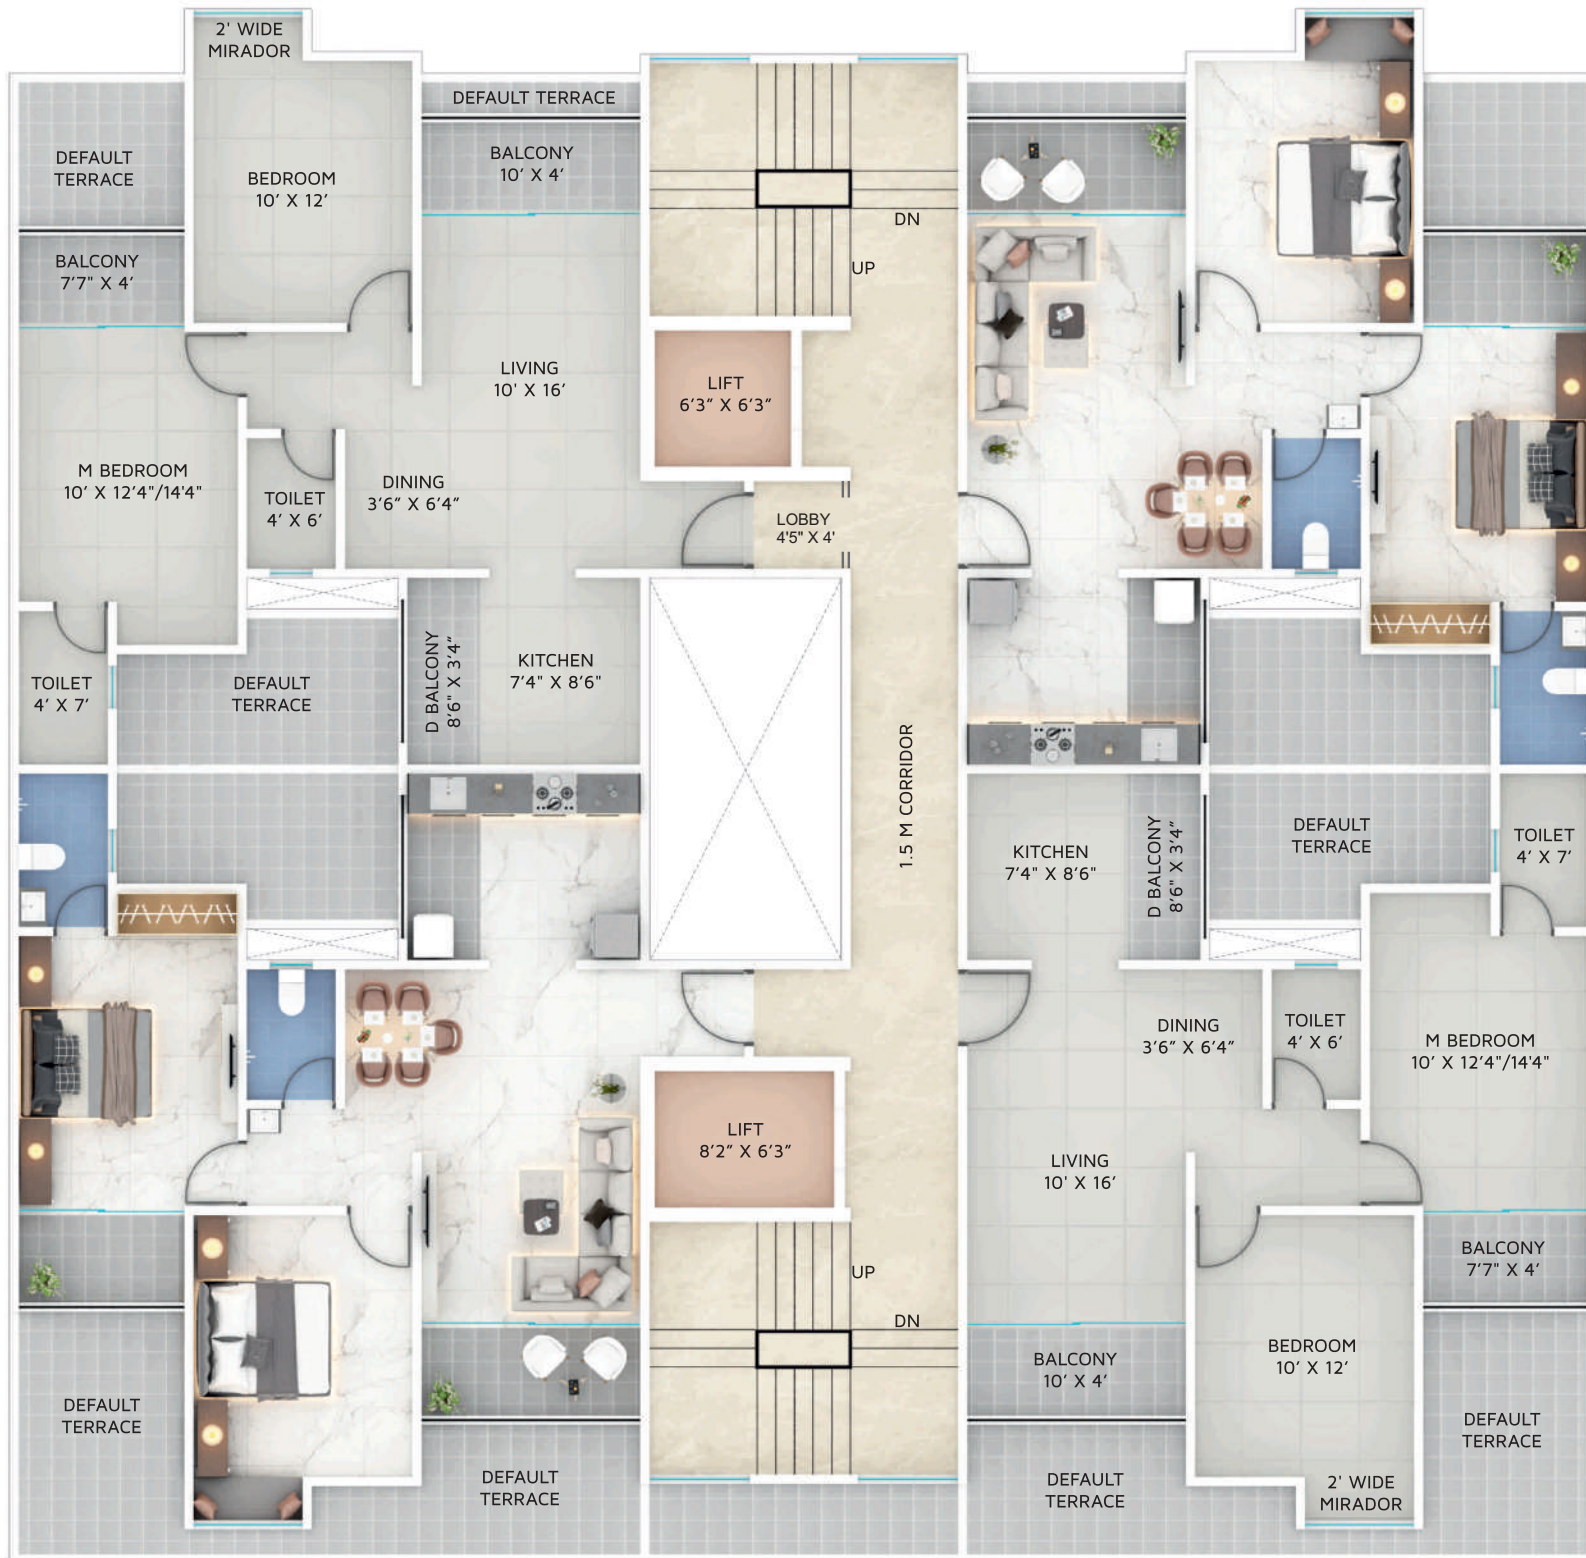 2' WIDE
MIRADOR
DEFAULT TERRACE
DEFAULT
TERRACE
BALCONY
10' X 4'
BEDROOM
10' X 12'
DN
UP
BALCONY
7'7" X 4'
LIVING
10' X 16'
LIFT
6'3" X 6'3"
M BEDROOM
10' X 12'4"/14'4"
TOILET
4' X 6'
DINING
3'6" X 6'4"
LOBBY
4'5" X 4'
D BALCONY
8'6" X 3'4"
KITCHEN
7'4" X 8'6"
TOILET
4' X 7'
DEFAULT
TERRACE
1.5 M CORRIDOR
KITCHEN
7'4" X 8'6"
D BALCONY
8'6" X 3'4"
DEFAULT
TERRACE
TOILET
4' X 7'
DINING
3'6" X 6'4"
TOILET
4' X 6'
M BEDROOM
10' X 12'4"/14'4"
LIFT
8'2" X 6'3"
LIVING
10' X 16'
UP
DN
BALCONY
7'7" X 4'
BEDROOM
10' X 12'
BALCONY
10' X 4'
DEFAULT
TERRACE
DEFAULT
TERRACE
DEFAULT
TERRACE
DEFAULT
TERRACE
2' WIDE
MIRADOR